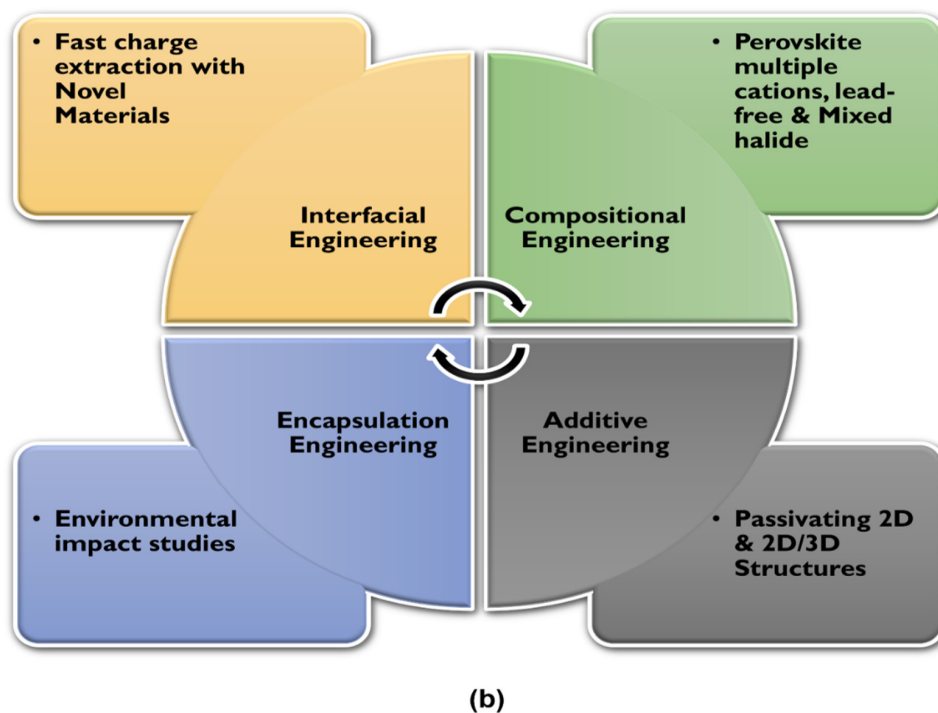 • Fast charge
extraction with
Novel
Materials
• Perovskite
multiple
cations, lead-
free & Mixed
halide
Interfacial
Engineering
Compositional
Engineering
Encapsulation
Engineering
Additive
Engineering
• Environmental
impact studies
• Passivating 2D
& 2D/3D
Structures
(b)